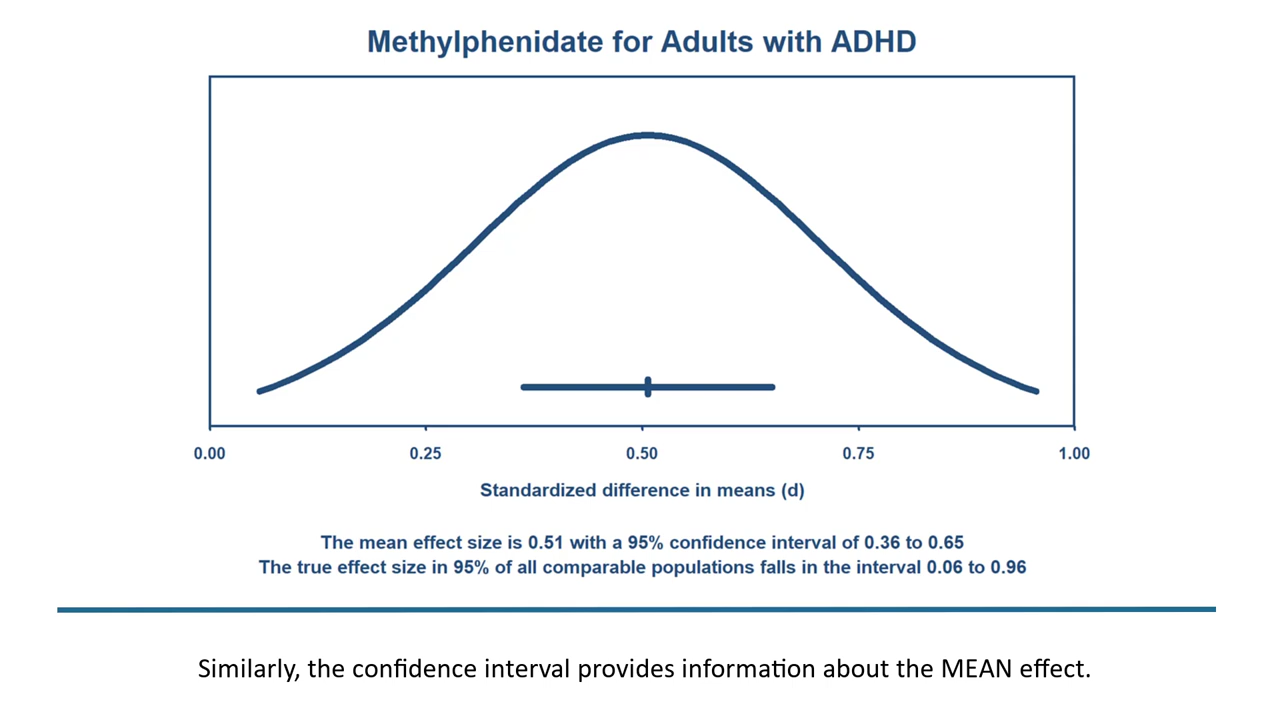 Methylphenidate for Adults with ADHD
0.00 0.25 0.50 0.75 1.00
Standardized difference in means (d)
The mean effect size is 0.51 with a 95% confidence interval of 0.36 to 0.65
The true effect size in 95% of all comparable populations falls in the interval 0.06 to 0.96
Similarly, the confidence interval provides information about the MEAN effect.